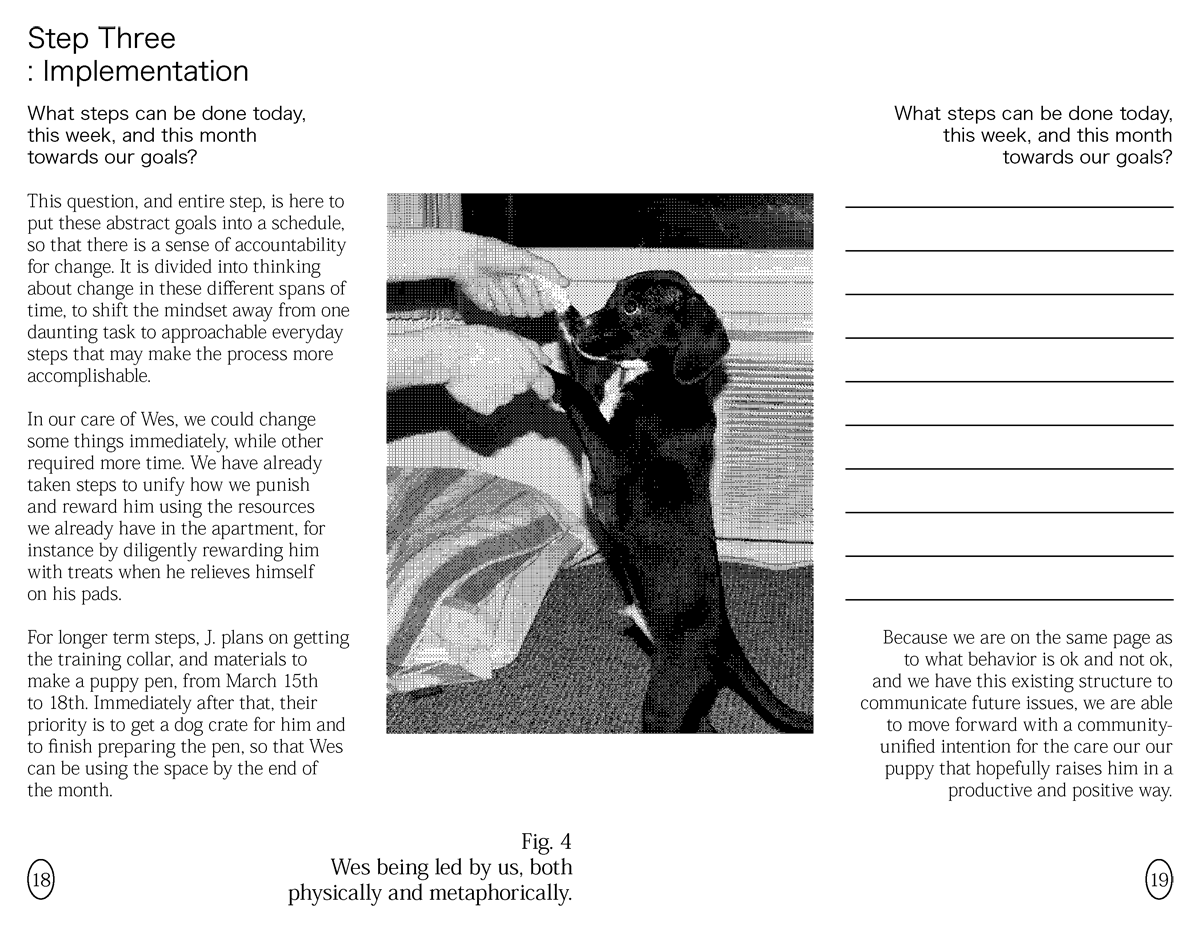 Step Three
: Implementation
What steps can be done today,
this week, and this month
towards our goals?
This question, and entire step, is here to
put these abstract goals into a schedule,
so that there is a sense of accountability
for change. It is divided into thinking
about change in these different spans of
time, to shift the mindset away from one
daunting task to approachable everyday
steps that may make the process more
accomplishable.
In our care of Wes, we could change
some things immediately, while other
required more time. We have already
taken steps to unify how we punish
and reward him using the resources
we already have in the apartment, for
instance by diligently rewarding him
with treats when he relieves himself
on his pads.
For longer term steps, J. plans on getting
the training collar, and materials to
make a puppy pen, from March 15th
to 18th. Immediately after that, their
priority is to get a dog crate for him and
to finish preparing the pen, so that Wes
can be using the space by the end of
the month.
Fig. 4
Wes being led by us, both
physically and metaphorically.
18
What steps can be done today,
this week, and this month
towards our goals?
Because we are on the same page as
to what behavior is ok and not ok,
and we have this existing structure to
communicate future issues, we are able
to move forward with a community-
unified intention for the care our our
puppy that hopefully raises him in a
productive and positive way.
19